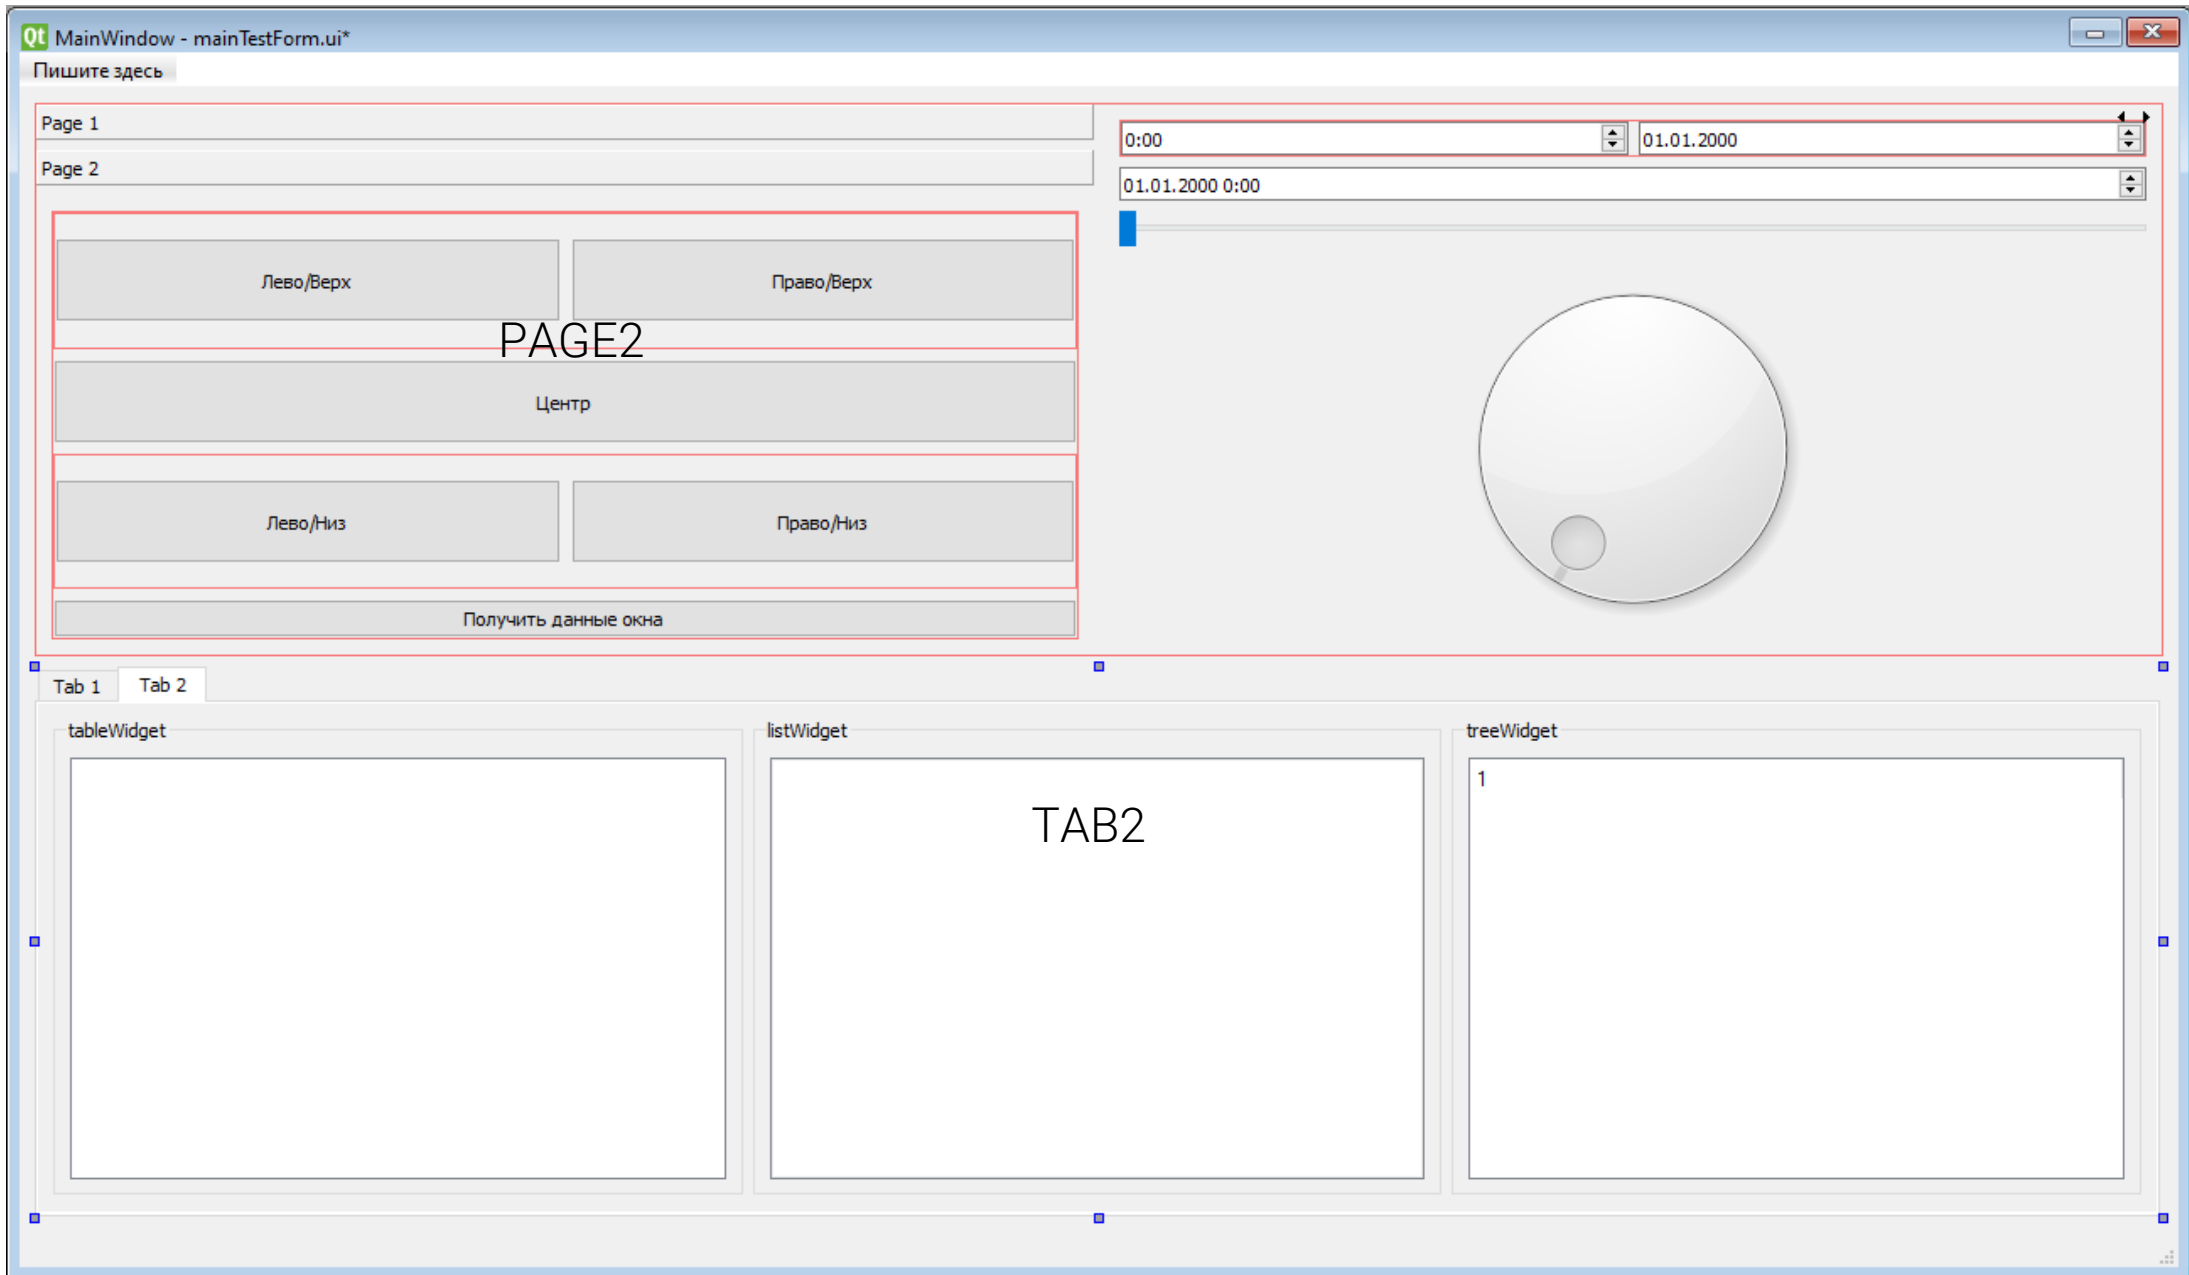 Qt MainWindow - mainTestForm.ui*
Пишите здесь
Page 1
Page 2
Лево/Верх
Право/Верх
PAGE2
Центр
Лево/Низ
Право/Низ
Получить данные окна
0:00
01.01.2000
01.01.2000 0:00
Tab 1
Tab 2
tableWidget
listWidget
treeWidget
1
TAB2